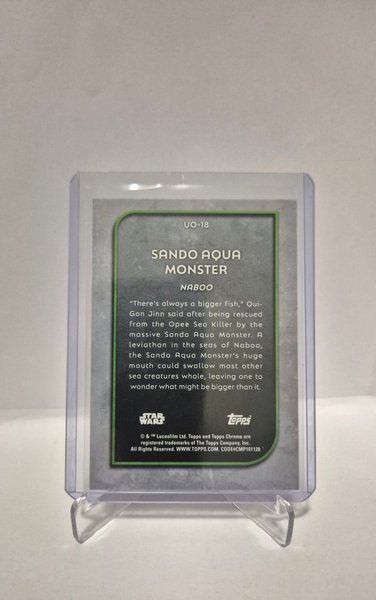 UO-18
SANDO AQUA
MONSTER
NABOO
"There's always a bigger fish," Qui-
Gon Jinn said after being rescued
from the Opee Sea Killer by the
massive Sando Aqua Monster. A
leviathan in the seas of Naboo,
the Sando Aqua Monster's huge
mouth could swallow most other
sea creatures whole, leaving one to
wonder what might be bigger than it.
STAR
WARS
Topps
© & ™ Lucasfilm Ltd. Topps and Topps Chrome are
registered trademarks of The Topps Company, Inc.
All Rights Reserved. WWW.TOPPS.COM. CODE#CMP101129